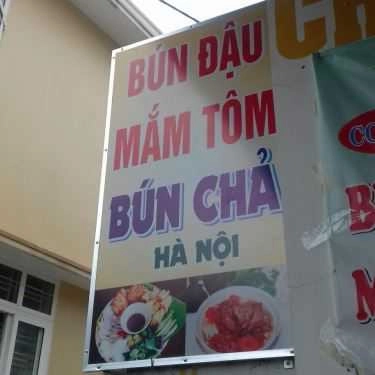 BÚN ĐẬU
MẮM TÔM
BÚN CHẢ
HÀ NỘI